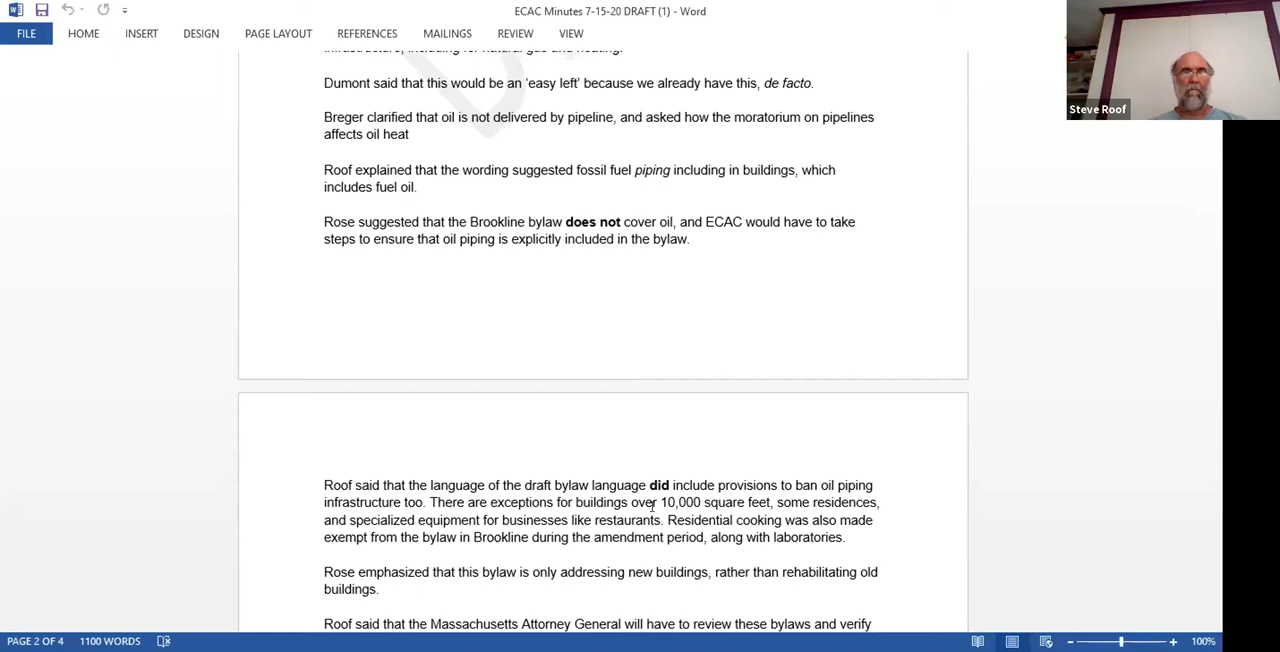 ECAC Minutes 7-15-20 DRAFT (1) - Word
FILE HOME INSERT DESIGN PAGE LAYOUT REFERENCES REVIEW MAILINGS VIEW
Steve Roof
infrastructure, including for natural gas and heating.
Dumont said that this would be an ‘easy left’ because we already have this, de facto.
Breger clarified that oil is not delivered by pipeline, and asked how the moratorium on pipelines
affects oil heat
Roof explained that the wording suggested fossil fuel piping including in buildings, which
includes fuel oil.
Rose suggested that the Brookline bylaw does not cover oil, and ECAC would have to take
steps to ensure that oil piping is explicitly included in the bylaw.
Roof said that the language of the draft bylaw language did include provisions to ban oil piping
infrastructure too. There are exceptions for buildings over 10,000 square feet, some residences,
and specialized equipment for businesses like restaurants. Residential cooking was also made
exempt from the bylaw in Brookline during the amendment period, along with laboratories.
Rose emphasized that this bylaw is only addressing new buildings, rather than rehabilitating old
buildings.
Roof said that the Massachusetts Attorney General will have to review these bylaws and verify
PAGE 2 OF 4 1100 WORDS 100%